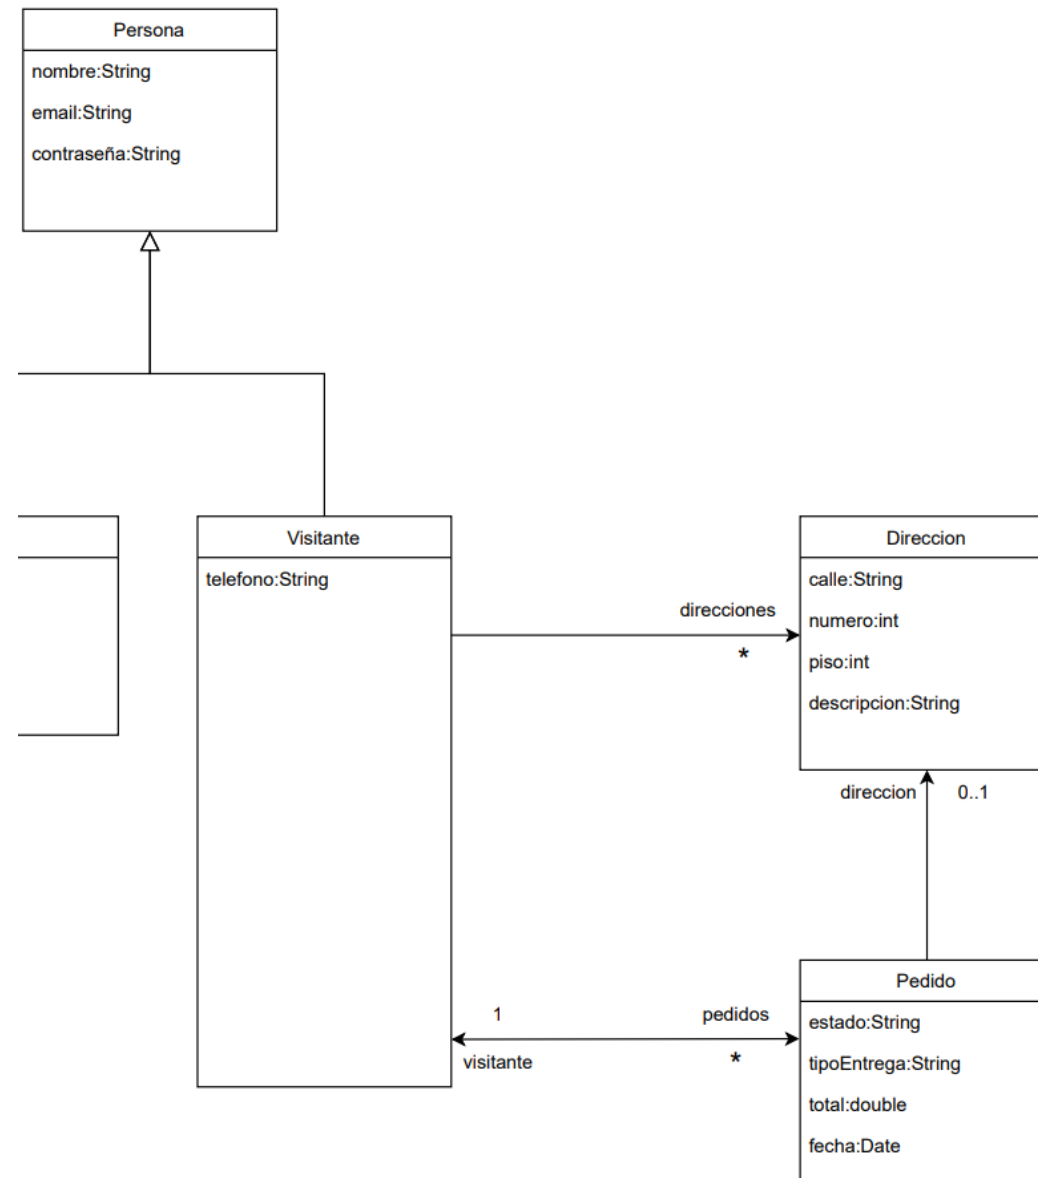 Persona
nombre:String
email:String
contraseña:String
Visitante
telefono:String
direcciones
*
Direccion
calle:String
numero:int
piso:int
descripcion:String
direccion 0..1
1
visitante
pedidos
*
Pedido
estado:String
tipoEntrega:String
total:double
fecha:Date